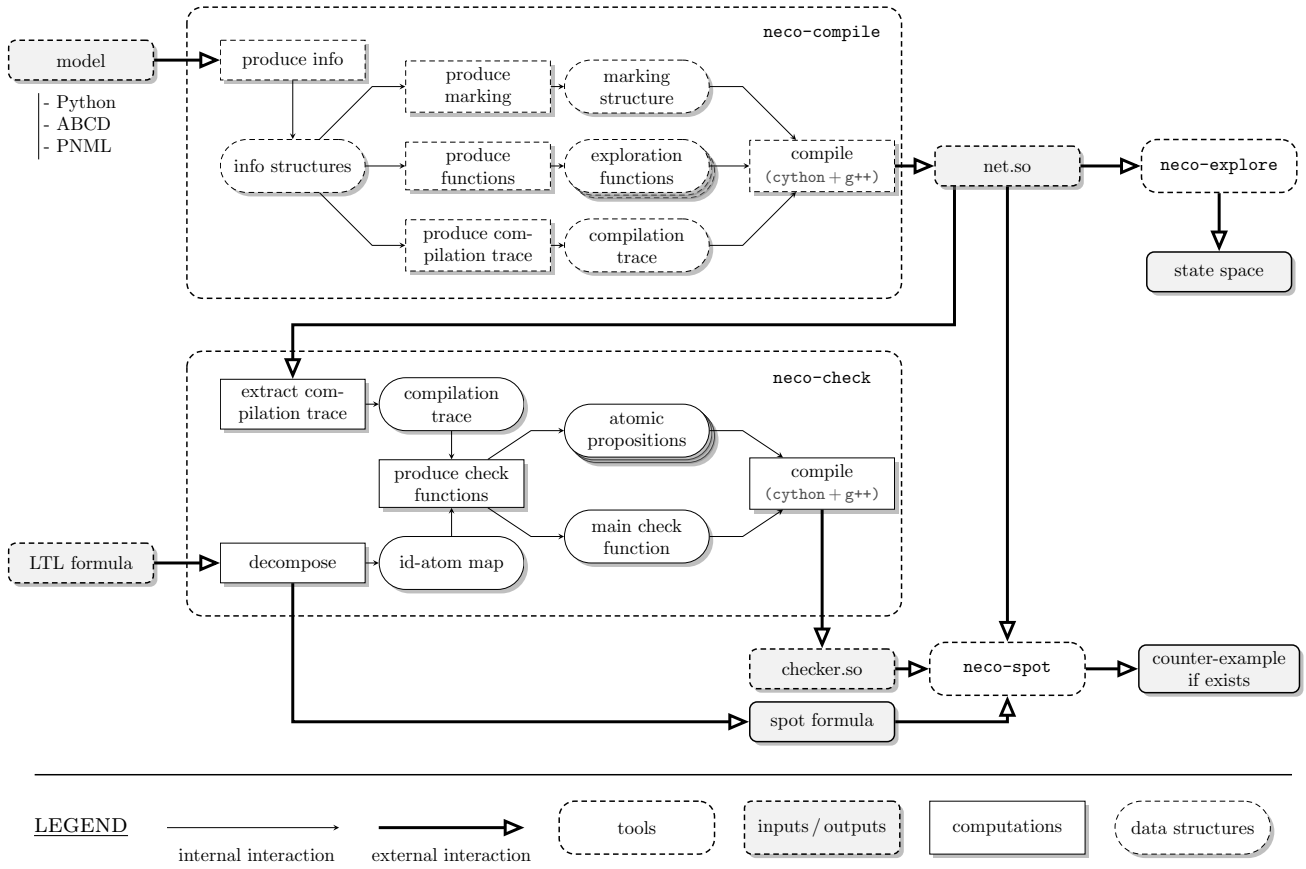 neco-compile
model
- Python
- ABCD
- PNML
produce info
produce
marking
marking
structure
info structures
produce
functions
exploration
functions
compile
(cython + g++)
net.so
neco-explore
produce com-
pilation trace
compilation
trace
state space
neco-check
extract com-
pilation trace
compilation
trace
atomic
propositions
produce check
functions
compile
(cython + g++)
main check
function
LTL formula
decompose
id-atom map
checker.so
neco-spot
counter-example
if exists
spot formula
LEGEND
internal interaction
external interaction
tools
inputs / outputs
computations
data structures